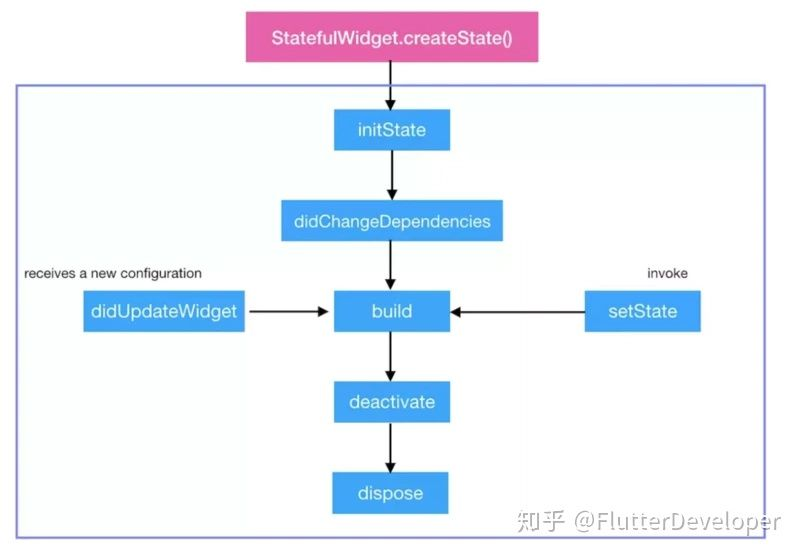 StatefulWidget.createState()
initState
didChangeDependencies
receives a new configuration
invoke
didUpdateWidget
build
setState
deactivate
dispose
知乎 @FlutterDeveloper